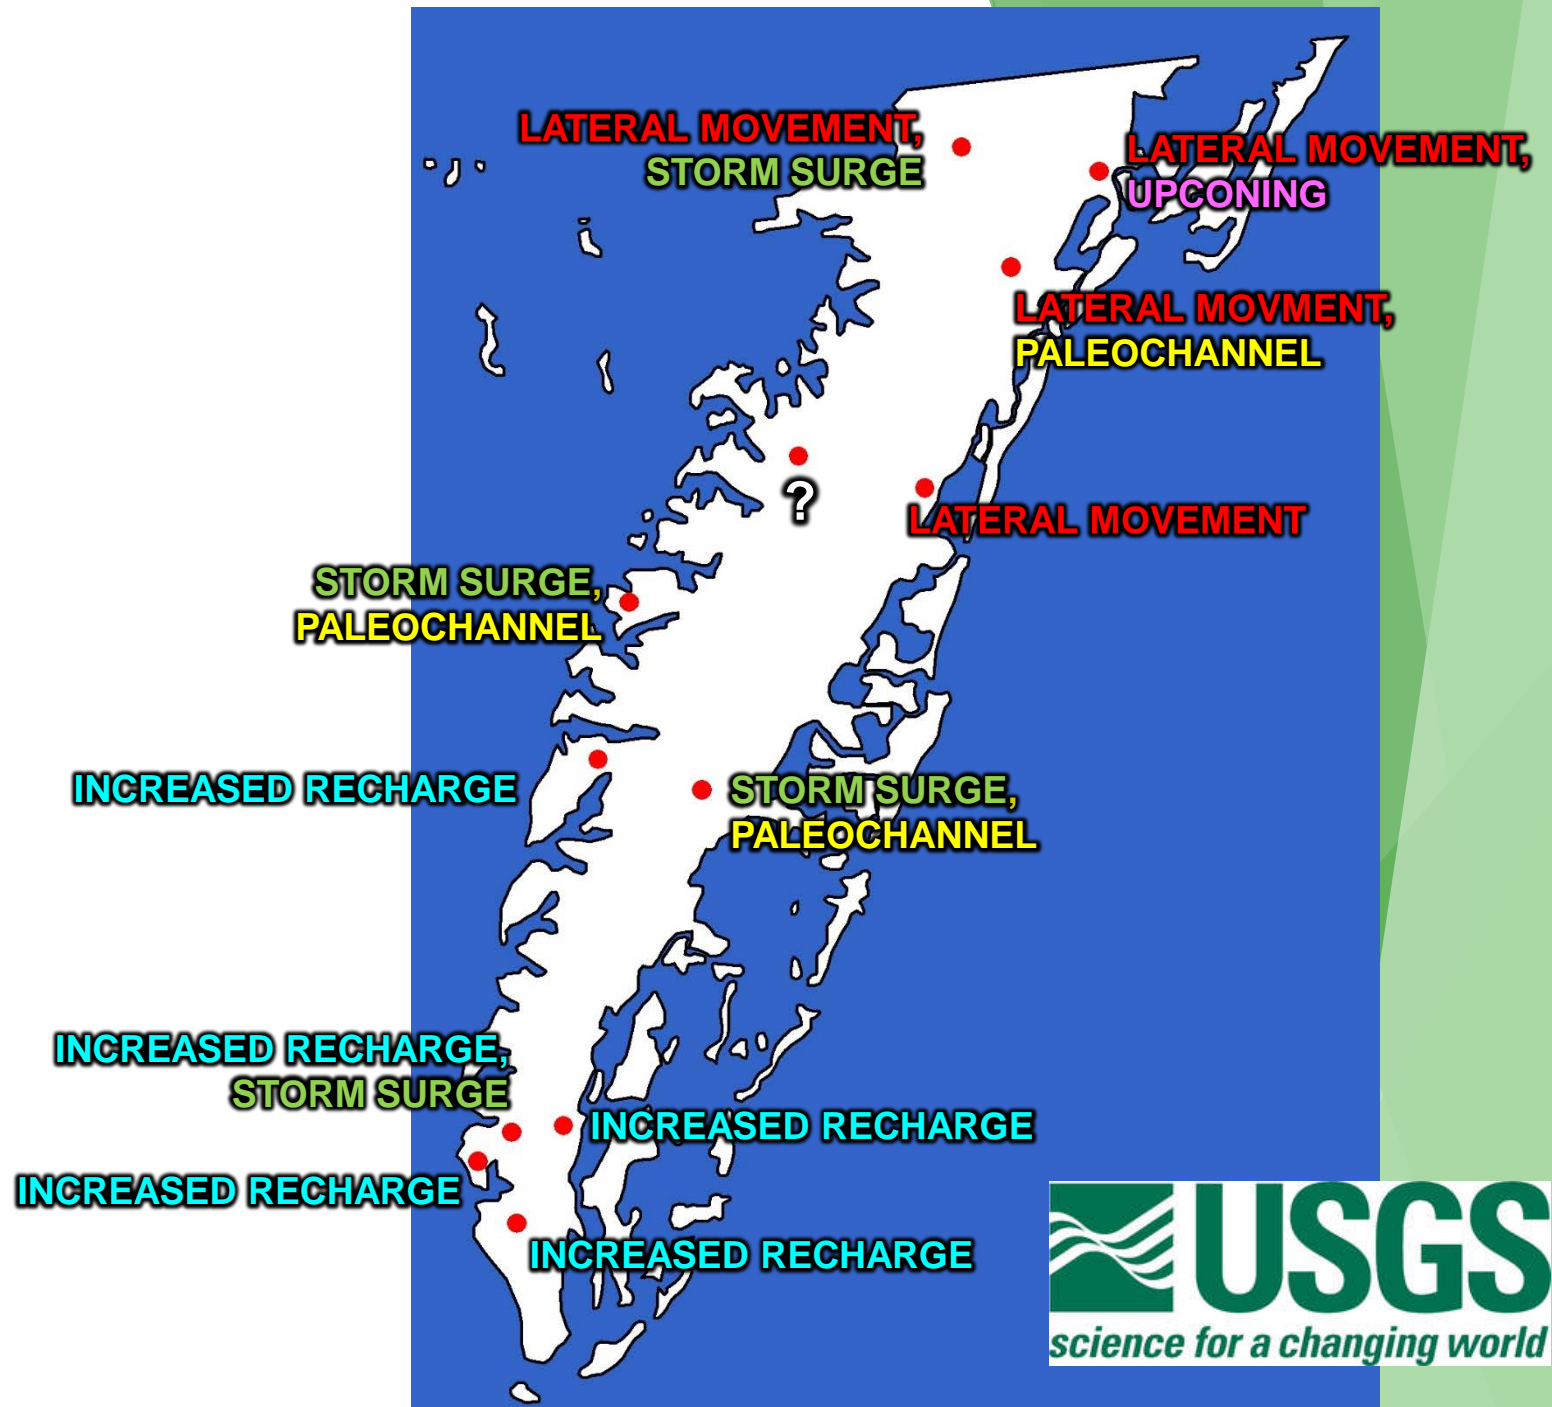 LATERAL MOVEMENT,
STORM SURGE
LATERAL MOVEMENT,
UPCONING
LATERAL MOVMENT,
PALEOCHANNEL
?
LATERAL MOVEMENT
STORM SURGE,
PALEOCHANNEL
INCREASED RECHARGE
STORM SURGE,
PALEOCHANNEL
INCREASED RECHARGE,
STORM SURGE
INCREASED RECHARGE
INCREASED RECHARGE
INCREASED RECHARGE
USGS
science for a changing world